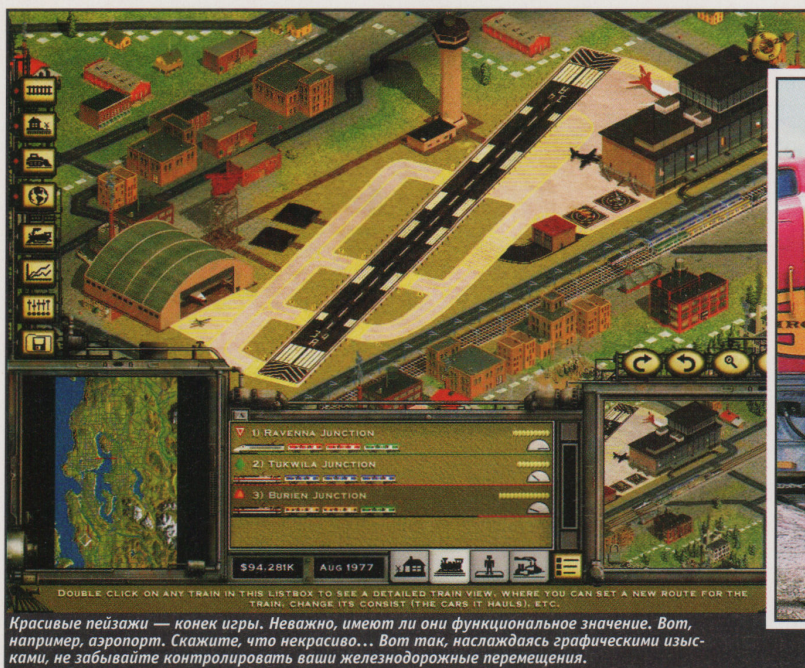 1) RAVENNA JUNCTION
2) TUKWILA JUNCTION
3) BURIEN JUNCTION
$94,281K AUG 1977
DOUBLE CLICK ON ANY TRAIN IN THIS LISTBOX TO SEE A DETAILED TRAIN VIEW, WHERE YOU CAN SET A NEW ROUTE FOR THE
TRAIN, CHANGE ITS CONSIST (THE CARS IT HAULS), ETC.
Красивые пейзажи — конек игры. Неважно, имеют ли они функциональное значение. Вот,
например, аэропорт. Скажите, что некрасиво... Вот так, наслаждаясь графическими изыс-
ками, не забывайте контролировать ваши железнодорожные перемещения.